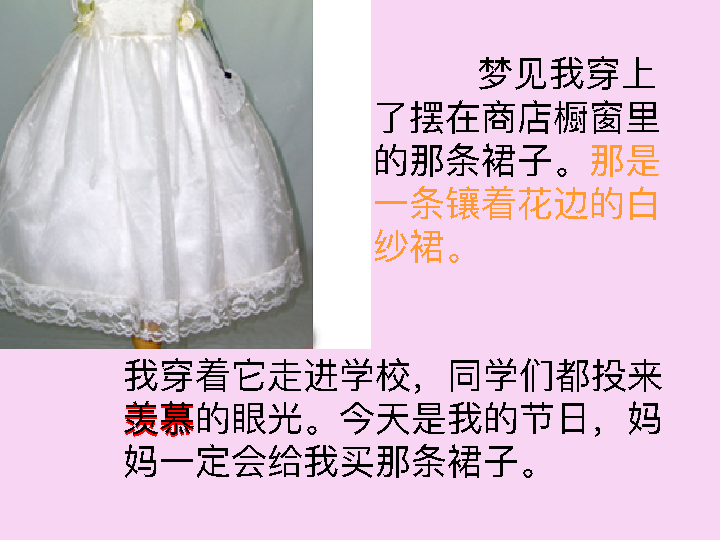 梦见我穿上
了摆在商店橱窗里
的那条裙子。那是
一条镶着花边的白
纱裙。
我穿着它走进学校，同学们都投来
羡慕的眼光。今天是我的节日，妈
妈一定会给我买那条裙子。